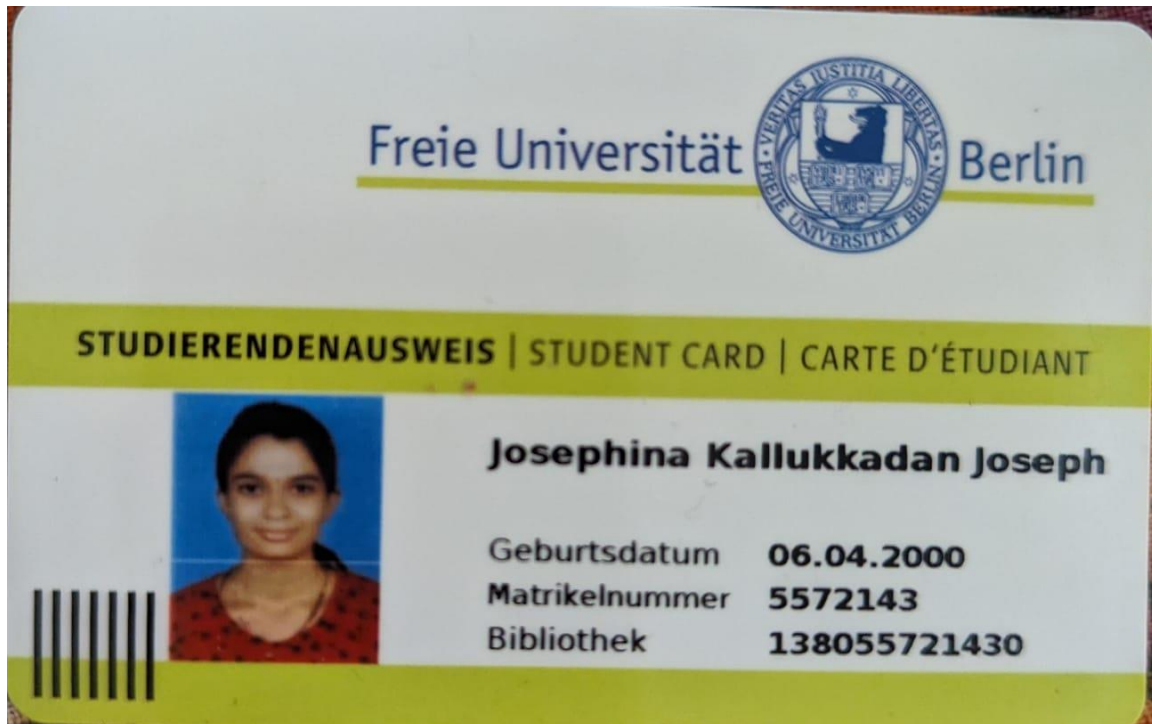 Freie Universität Berlin
VERITAS JUSTITIA LIBERTAS
FREIE UNIVERSITÄT BERLIN
STUDIERENDENAUSWEIS | STUDENT CARD | CARTE D'ÉTUDIANT
Josephina Kallukkadan Joseph
Geburtsdatum 06.04.2000
Matrikelnummer 5572143
Bibliothek 138055721430